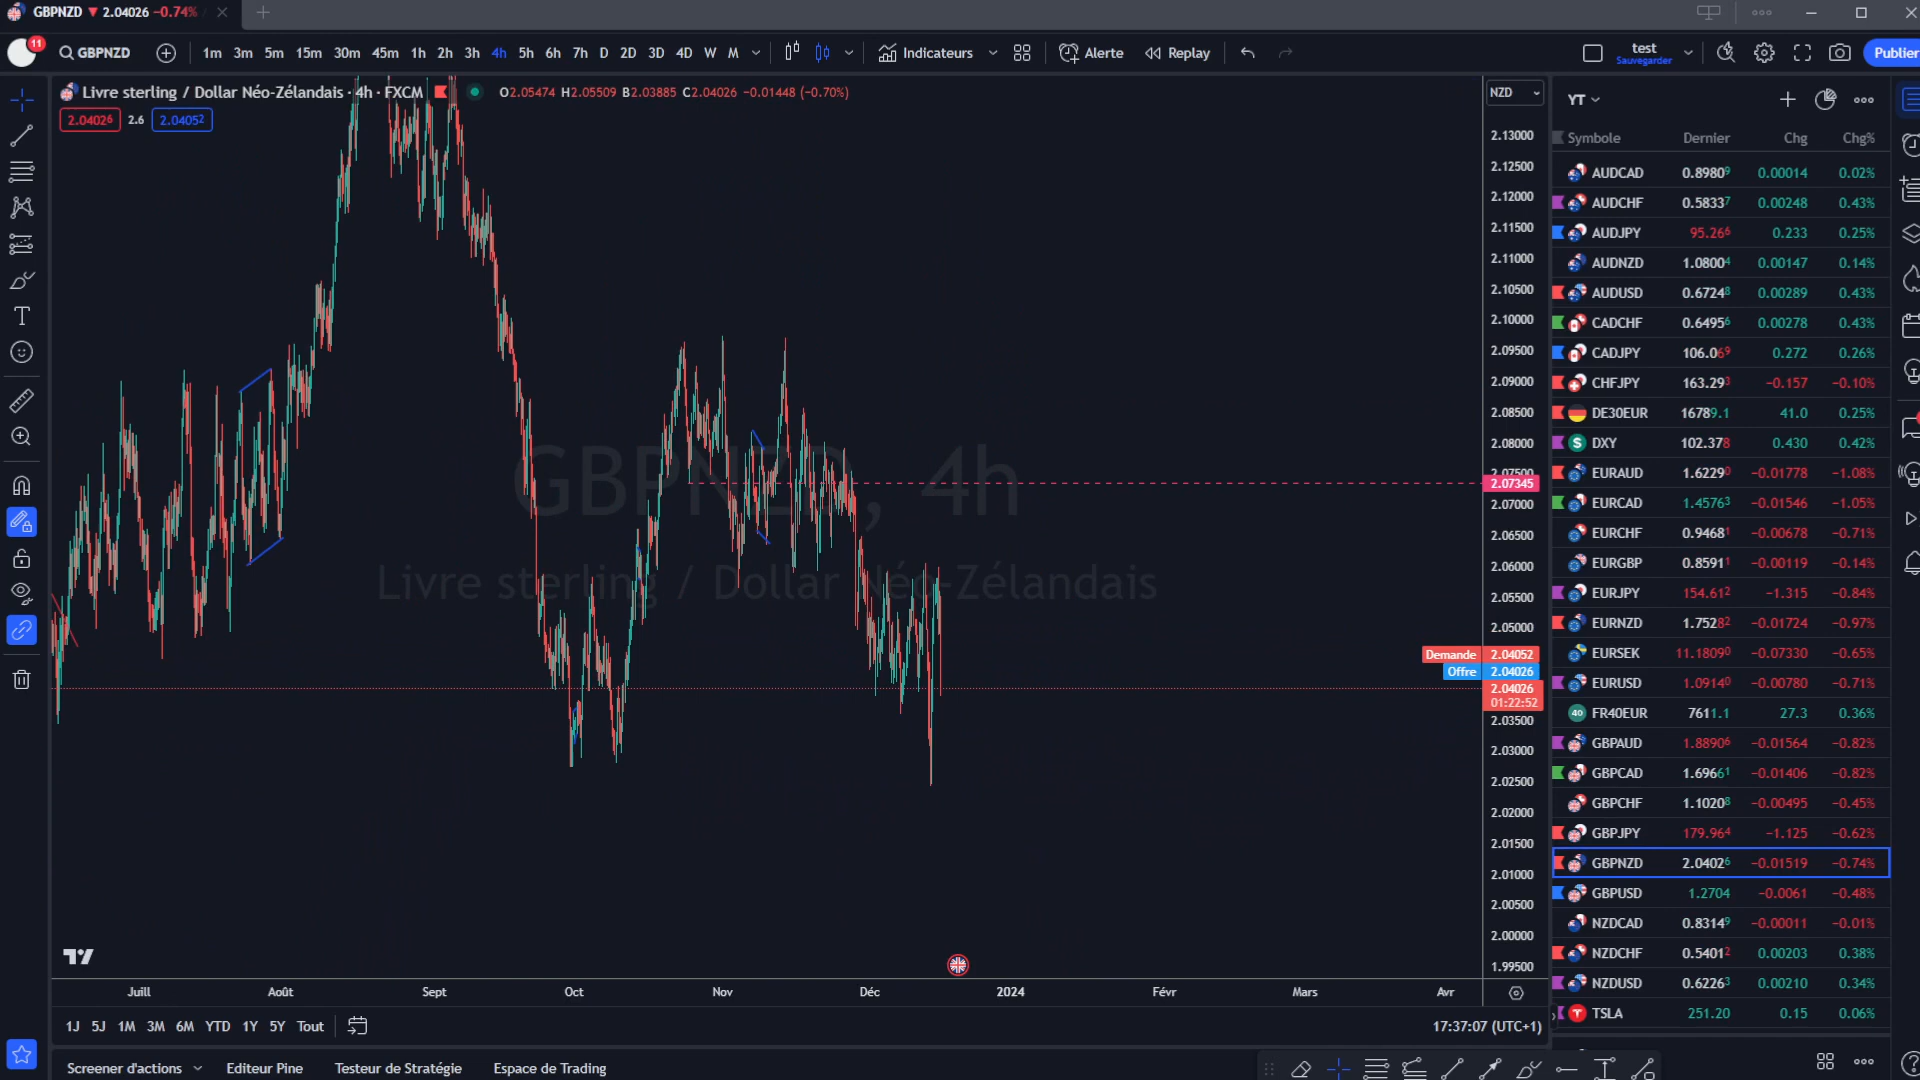 GBPNZD ▼ 2.04026 −0.74%
11
GBPNZD 1m 3m 5m 15m 30m 45m 1h 2h 3h 4h 5h 6h 7h D 2D 3D 4D W M Indicateurs Alerte Replay test Sauvegarder Publier
Livre sterling / Dollar Néo-Zélandais · 4h · FXCM O2.05474 H2.05509 B2.03885 C2.04026 −0.01448 (−0.70%)
2.04026 2.6 2.04052
GBPNZD, 4h
Livre sterling / Dollar Néo-Zélandais
NZD
2.13000
2.12500
2.12000
2.11500
2.11000
2.10500
2.10000
2.09500
2.09000
2.08500
2.08000
2.07500
2.07345
2.07000
2.06500
2.06000
2.05500
2.05000
Demande 2.04052
Offre 2.04026
2.04026
01:22:52
2.03500
2.03000
2.02500
2.02000
2.01500
2.01000
2.00500
2.00000
1.99500
Juill Août Sept Oct Nov Déc 2024 Févr Mars Avr
1J 5J 1M 3M 6M YTD 1Y 5Y Tout 17:37:07 (UTC+1)
Screener d'actions Editeur Pine Testeur de Stratégie Espace de Trading
YT
Symbole Dernier Chg Chg%
AUDCAD 0.89809 0.00014 0.02%
AUDCHF 0.58337 0.00248 0.43%
AUDJPY 95.266 0.233 0.25%
AUDNZD 1.08004 0.00147 0.14%
AUDUSD 0.67248 0.00289 0.43%
CADCHF 0.64956 0.00278 0.43%
CADJPY 106.069 0.272 0.26%
CHFJPY 163.293 −0.157 −0.10%
DE30EUR 16789.1 41.0 0.25%
$ DXY 102.378 0.430 0.42%
EURAUD 1.62290 −0.01778 −1.08%
EURCAD 1.45763 −0.01546 −1.05%
EURCHF 0.94681 −0.00678 −0.71%
EURGBP 0.85911 −0.00119 −0.14%
EURJPY 154.612 −1.315 −0.84%
EURNZD 1.75282 −0.01724 −0.97%
EURSEK 11.18090 −0.07330 −0.65%
EURUSD 1.09140 −0.00780 −0.71%
40 FR40EUR 7611.1 27.3 0.36%
GBPAUD 1.88906 −0.01564 −0.82%
GBPCAD 1.69661 −0.01406 −0.82%
GBPCHF 1.10208 −0.00495 −0.45%
GBPJPY 179.964 −1.125 −0.62%
GBPNZD 2.04026 −0.01519 −0.74%
GBPUSD 1.2704 −0.0061 −0.48%
NZDCAD 0.83149 −0.00011 −0.01%
NZDCHF 0.54012 0.00203 0.38%
NZDUSD 0.62263 0.00210 0.34%
TSLA 251.20 0.15 0.06%